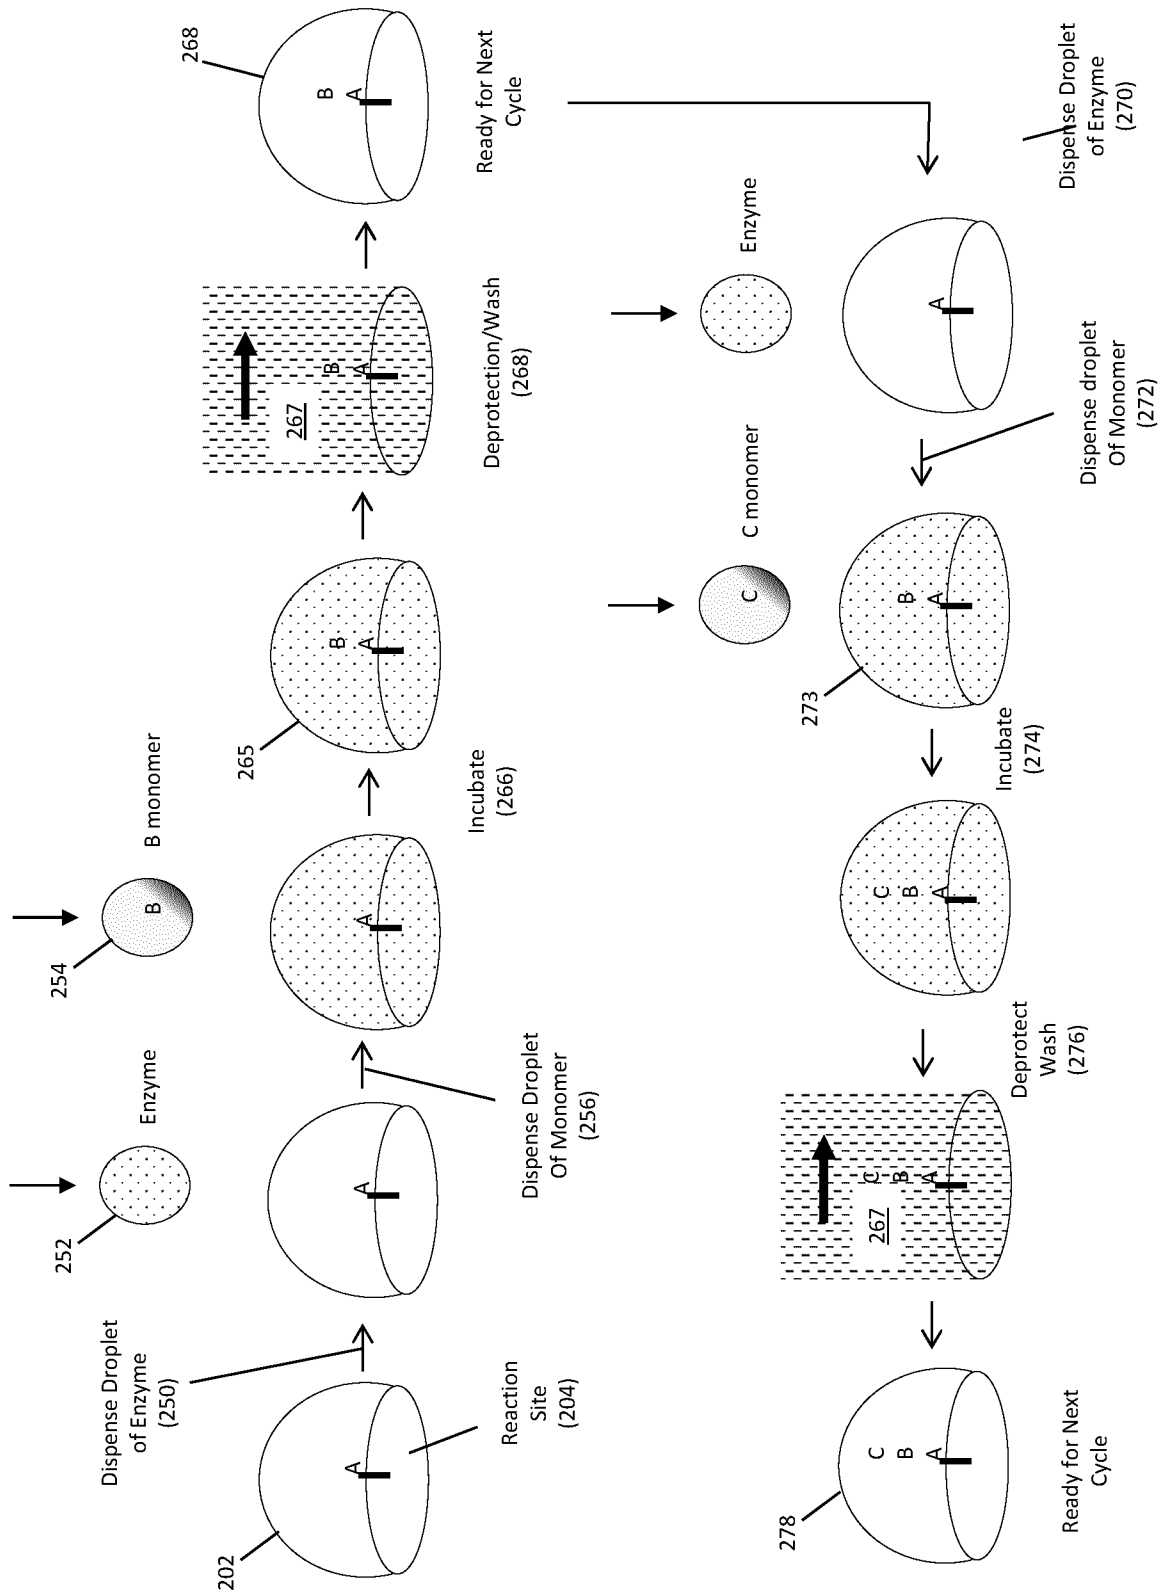 Dispense Droplet
of Enzyme
(250)
252
Enzyme
254
B
B monomer
202
A
Reaction
Site
(204)
A
Dispense Droplet
Of Monomer
(256)
A
Incubate
(266)
265
B
A
267
B
A
Deprotection/Wash
(268)
268
B
A
Ready for Next
Cycle
Enzyme
A
Dispense Droplet
of Enzyme
(270)
Dispense droplet
Of Monomer
(272)
C
C monomer
273
B
A
Incubate
(274)
C
B
A
Deprotect
Wash
(276)
267
C
B
A
278
C
B
A
Ready for Next
Cycle